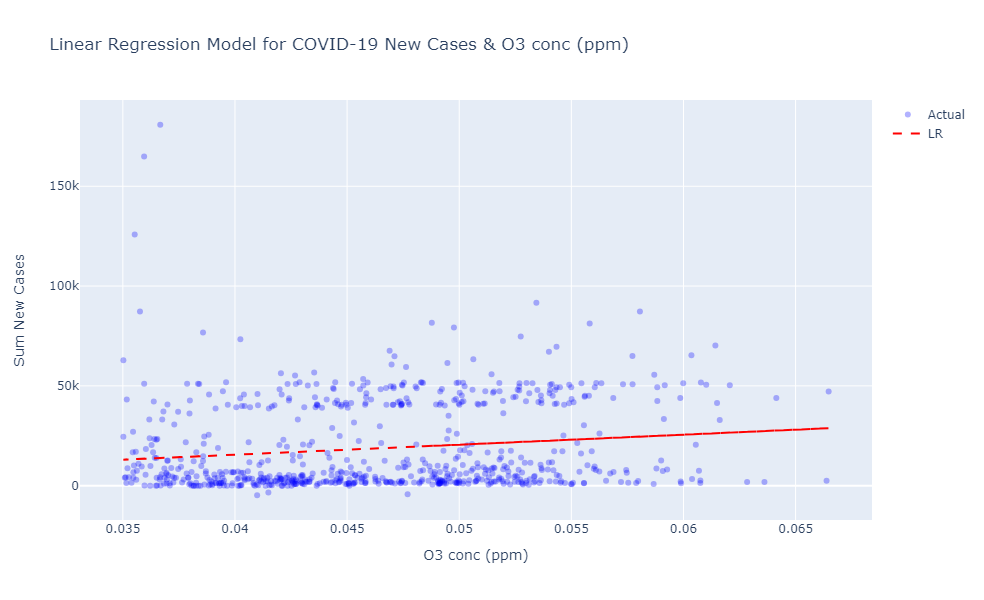 Linear Regression Model for COVID-19 New Cases & O3 conc (ppm)
Actual
LR
150k
100k
50k
0
Sum New Cases
0.035 0.04 0.045 0.05 0.055 0.06 0.065
O3 conc (ppm)